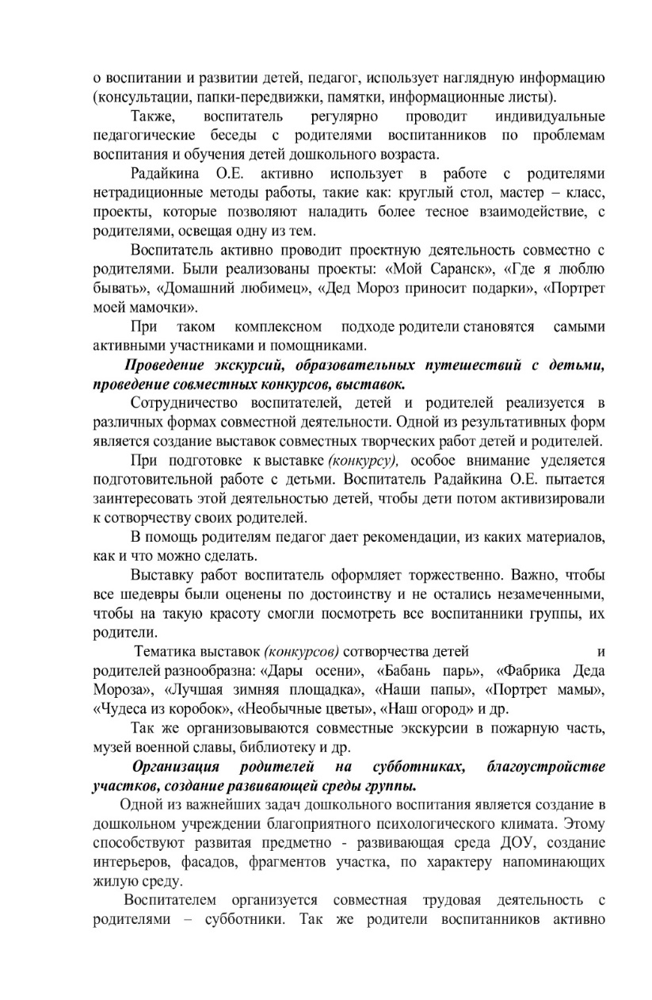 о воспитании и развитии детей, педагог, использует наглядную информацию
(консультации, папки-передвижки, памятки, информационные листы).
Также, воспитатель регулярно проводит индивидуальные
педагогические беседы с родителями воспитанников по проблемам
воспитания и обучения детей дошкольного возраста.
Радайкина О.Е. активно использует в работе с родителями
нетрадиционные методы работы, такие как: круглый стол, мастер – класс,
проекты, которые позволяют наладить более тесное взаимодействие, с
родителями, освещая одну из тем.
Воспитатель активно проводит проектную деятельность совместно с
родителями. Были реализованы проекты: «Мой Саранск», «Где я люблю
бывать», «Домашний любимец», «Дед Мороз приносит подарки», «Портрет
моей мамочки».
При таком комплексном подходе родители становятся самыми
активными участниками и помощниками.
Проведение экскурсий, образовательных путешествий с детьми,
проведение совместных конкурсов, выставок.
Сотрудничество воспитателей, детей и родителей реализуется в
различных формах совместной деятельности. Одной из результативных форм
является создание выставок совместных творческих работ детей и родителей.
При подготовке к выставке (конкурсу), особое внимание уделяется
подготовительной работе с детьми. Воспитатель Радайкина О.Е. пытается
заинтересовать этой деятельностью детей, чтобы дети потом активизировали
к сотворчеству своих родителей.
В помощь родителям педагог дает рекомендации, из каких материалов,
как и что можно сделать.
Выставку работ воспитатель оформляет торжественно. Важно, чтобы
все шедевры были оценены по достоинству и не остались незамеченными,
чтобы на такую красоту смогли посмотреть все воспитанники группы, их
родители.
Тематика выставок (конкурсов) сотворчества детей и
родителей разнообразна: «Дары осени», «Бабань парь», «Фабрика Деда
Мороза», «Лучшая зимняя площадка», «Наши папы», «Портрет мамы»,
«Чудеса из коробок», «Необычные цветы», «Наш огород» и др.
Так же организовываются совместные экскурсии в пожарную часть,
музей военной славы, библиотеку и др.
Организация родителей на субботниках, благоустройстве
участков, создание развивающей среды группы.
Одной из важнейших задач дошкольного воспитания является создание в
дошкольном учреждении благоприятного психологического климата. Этому
способствуют развитая предметно - развивающая среда ДОУ, создание
интерьеров, фасадов, фрагментов участка, по характеру напоминающих
жилую среду.
Воспитателем организуется совместная трудовая деятельность с
родителями – субботники. Так же родители воспитанников активно